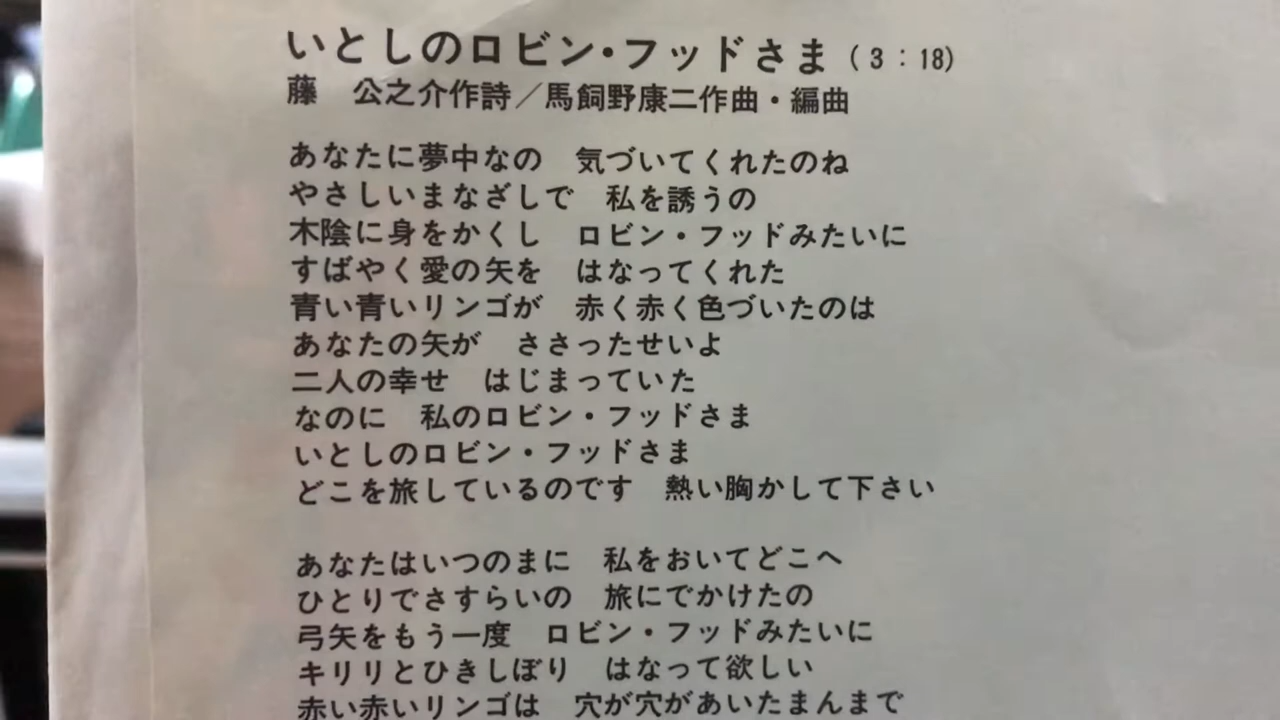 いとしのロビン・フッドさま (3:18)
藤 公之介作詩/馬飼野康二作曲・編曲
あなたに夢中なの 気づいてくれたのね
やさしいまなざしで 私を誘うの
木陰に身をかくし ロビン・フッドみたいに
すばやく愛の矢を はなってくれた
青い青いリンゴが 赤く赤く色づいたのは
あなたの矢が ささったせいよ
二人の幸せ はじまっていた
なのに 私のロビン・フッドさま
いとしのロビン・フッドさま
どこを旅しているのです 熱い胸かして下さい
あなたはいつのまに 私をおいてどこへ
ひとりでさすらいの 旅にでかけたの
弓矢をもう一度 ロビン・フッドみたいに
キリリとひきしぼり はなって欲しい
赤い赤いリンゴは 穴が穴があいたまんまで